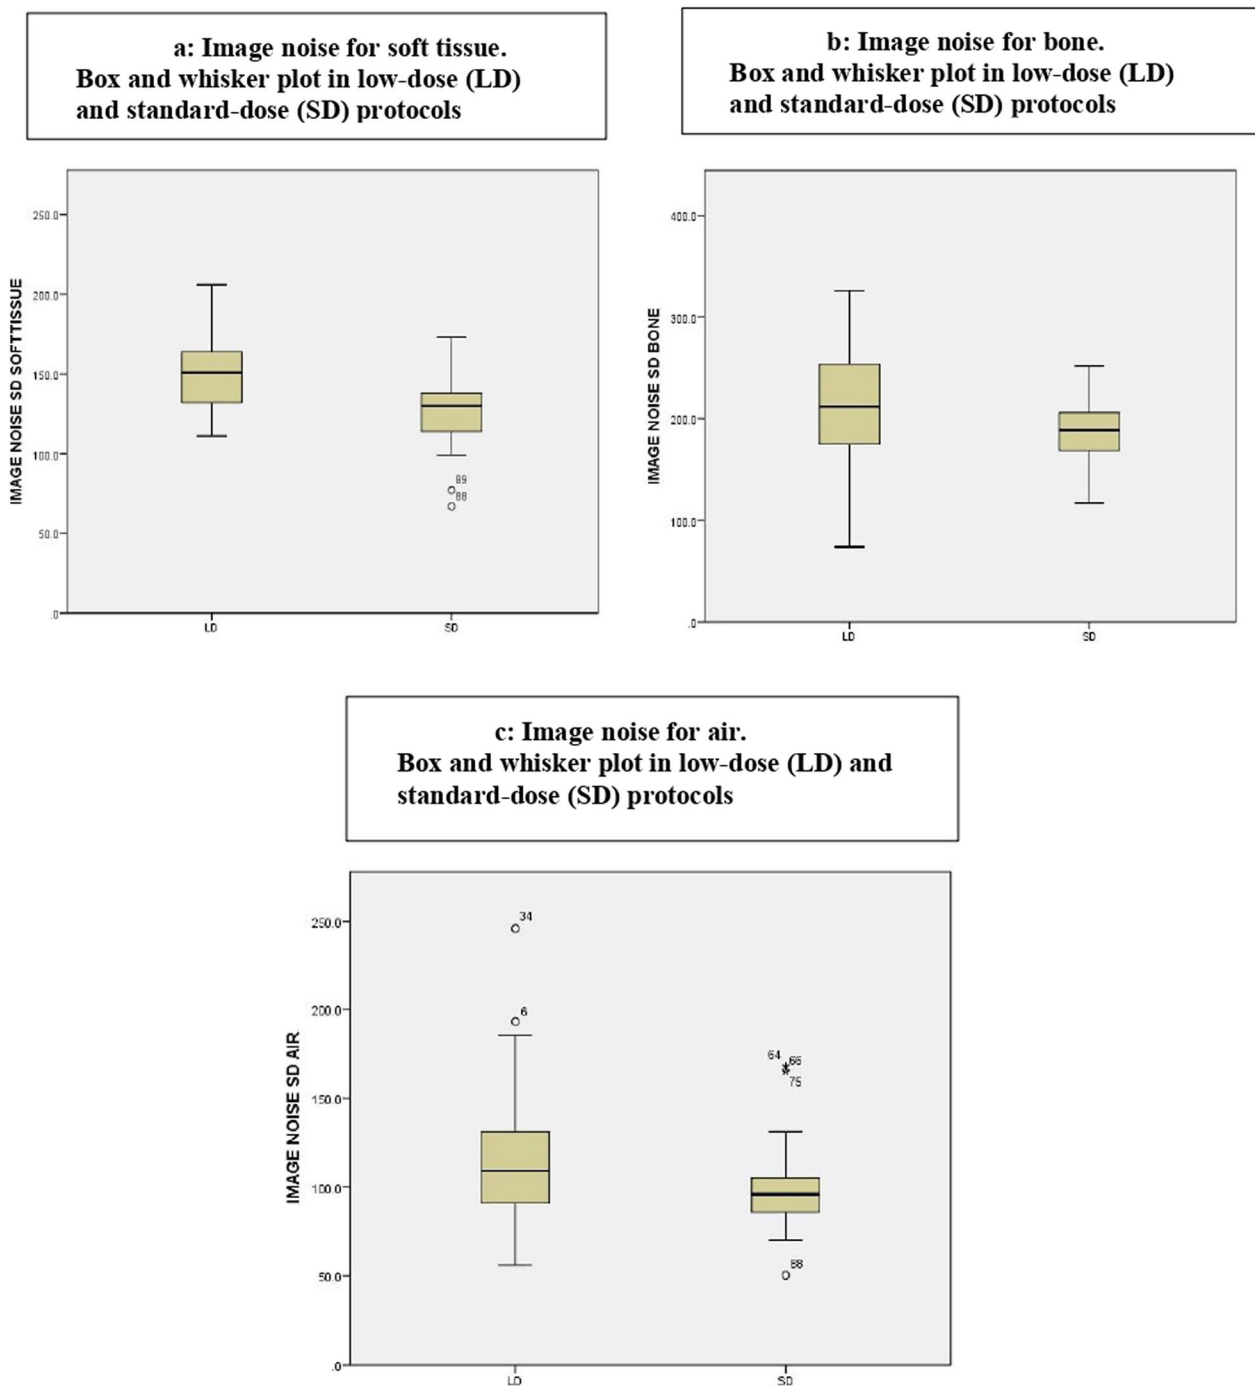 a: Image noise for soft tissue.
Box and whisker plot in low-dose (LD)
and standard-dose (SD) protocols
b: Image noise for bone.
Box and whisker plot in low-dose (LD)
and standard-dose (SD) protocols
IMAGE NOISE SD SOFTTISSUE
250.0
200.0
150.0
100.0
50.0
.0
89
88
LD
SD
IMAGE NOISE SD BONE
400.0
300.0
200.0
100.0
.0
LD
SD
c: Image noise for air.
Box and whisker plot in low-dose (LD) and
standard-dose (SD) protocols
IMAGE NOISE SD AIR
250.0
200.0
150.0
100.0
50.0
.0
34
6
64
66
75
88
LD
SD